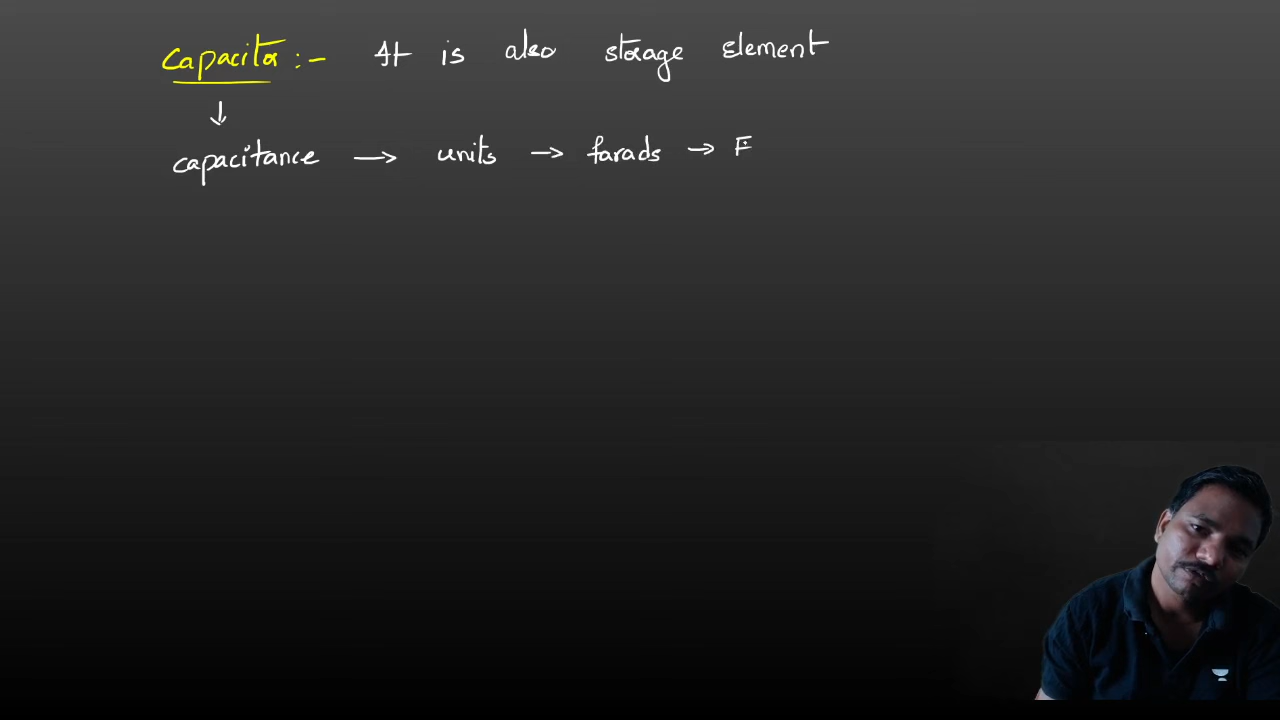 Capacitor :- It is also storage element
↓
capacitance → units → farads → F